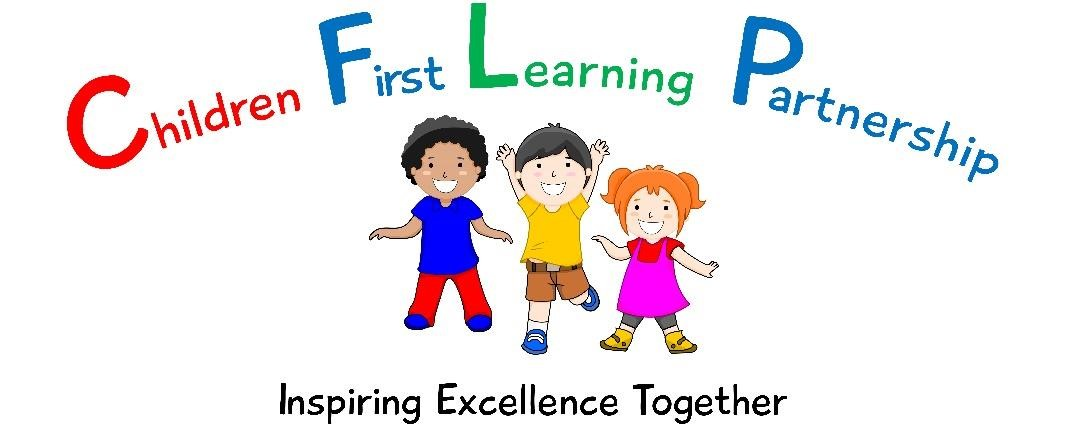 Children First Learning Partnership
Inspiring Excellence Together